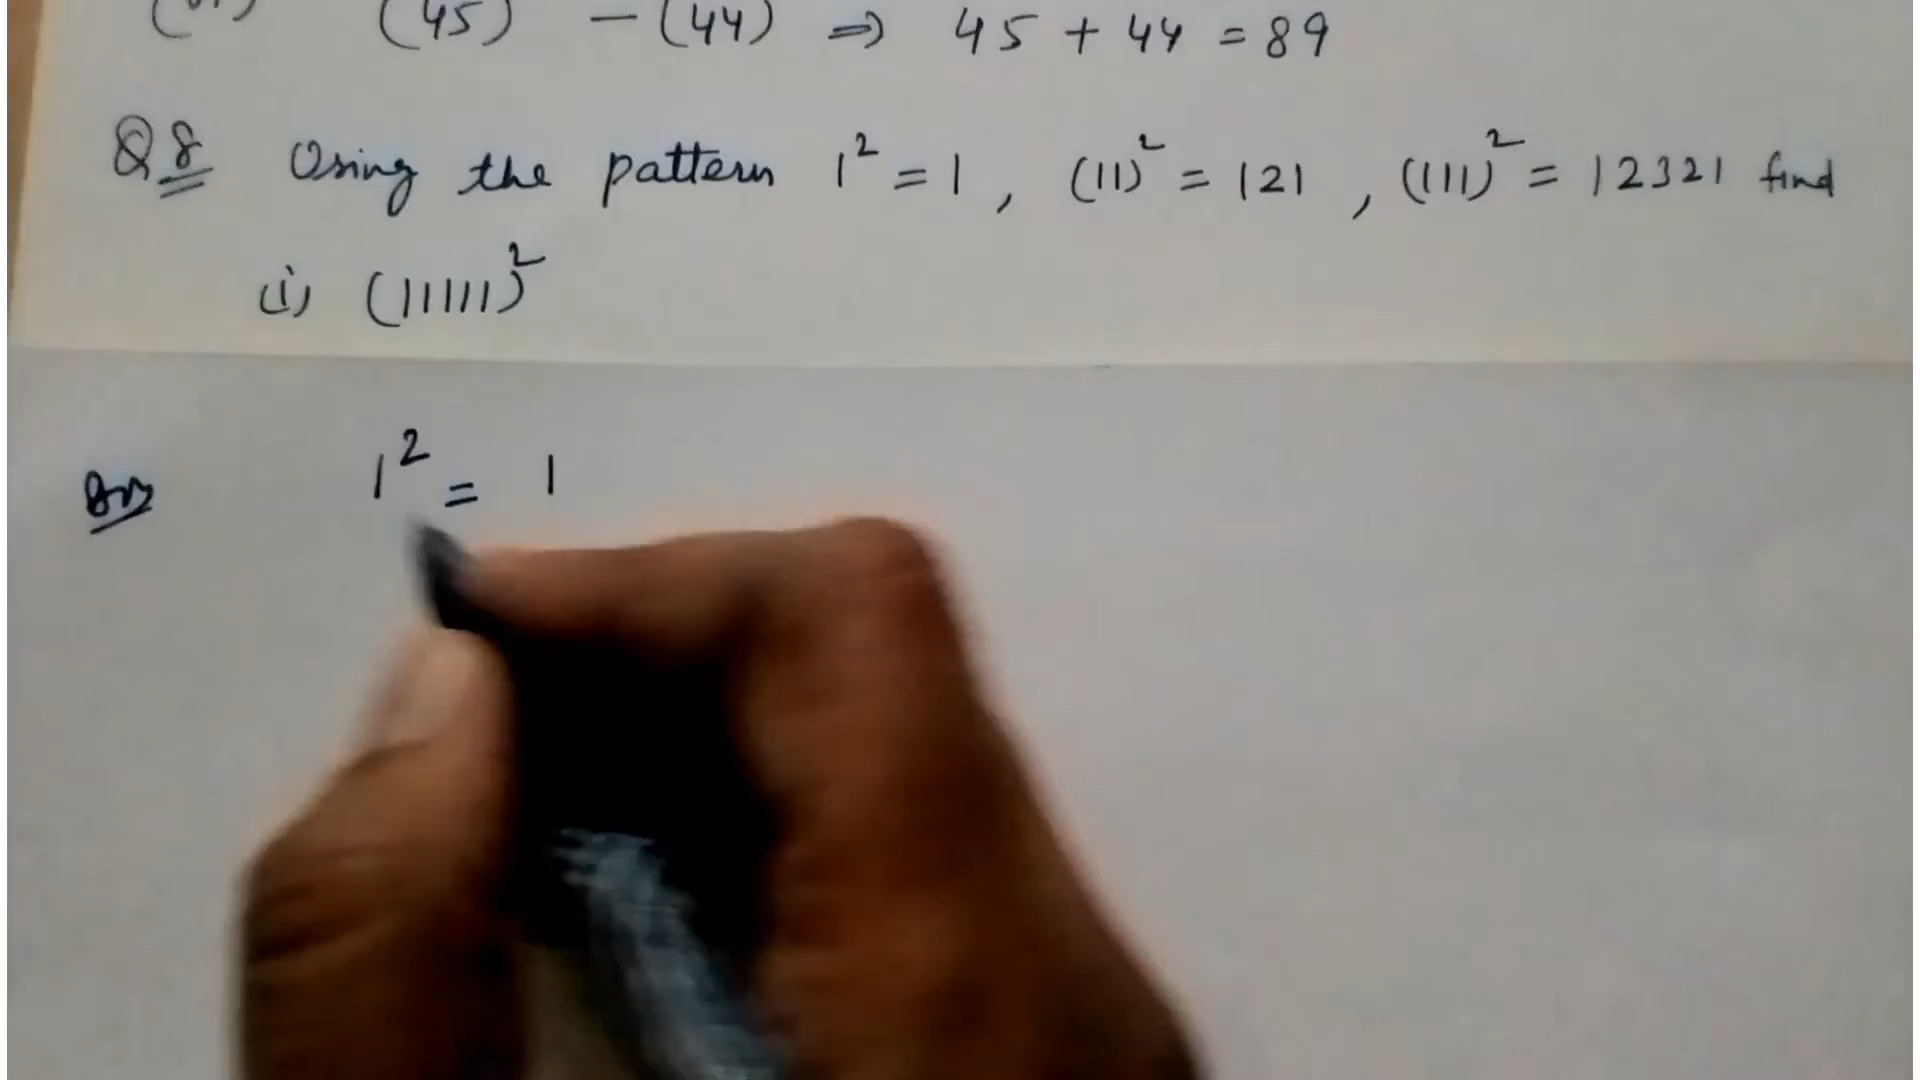 (45) - (44) ⇒ 45 + 44 = 89
Q8 Using the pattern 1² = 1, (11)² = 121, (111)² = 12321 find
(i) (11111)²
Ans 1² = 1